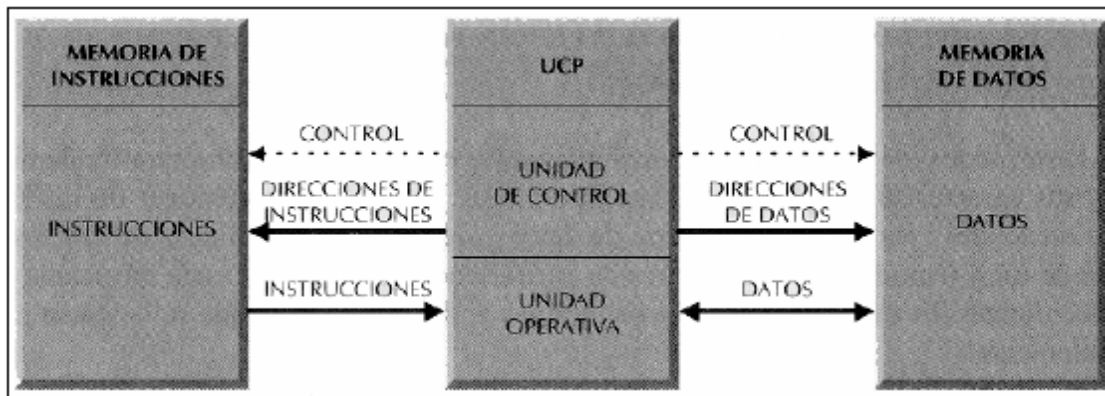 MEMORIA DE
INSTRUCCIONES
INSTRUCCIONES
CONTROL
DIRECCIONES DE
INSTRUCCIONES
INSTRUCCIONES
UCP
UNIDAD
DE CONTROL
UNIDAD
OPERATIVA
CONTROL
DIRECCIONES
DE DATOS
DATOS
MEMORIA
DE DATOS
DATOS